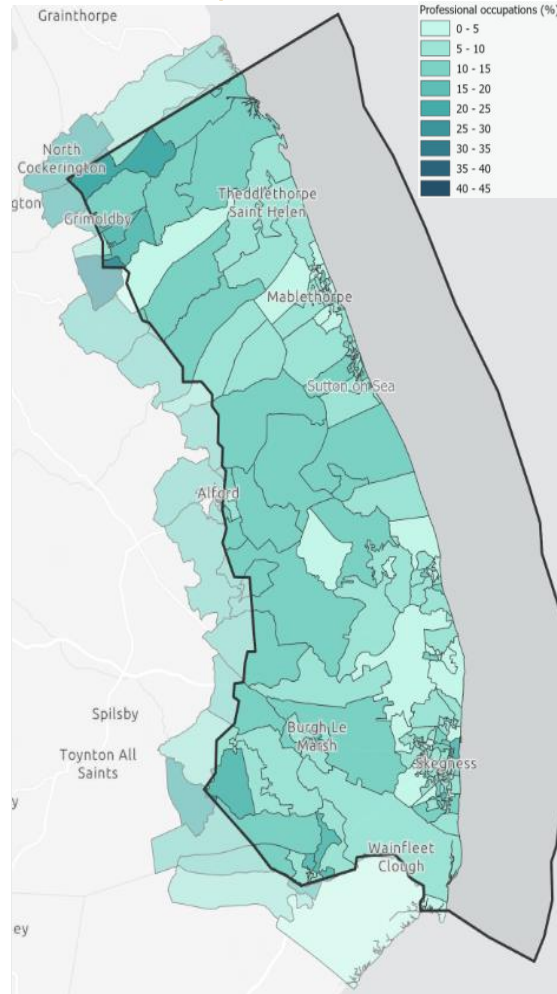 Grainthorpe
Professional occupations (%)
0 - 5
5 - 10
10 - 15
15 - 20
20 - 25
25 - 30
30 - 35
35 - 40
40 - 45
North
Cockerington
gton
Grimoldby
Theddlethorpe
Saint Helen
Mablethorpe
Sutton on Sea
Alford
Spilsby
Toynton All
Saints
Burgh Le
Marsh
Skegness
y
Wainfleet
Clough
ey